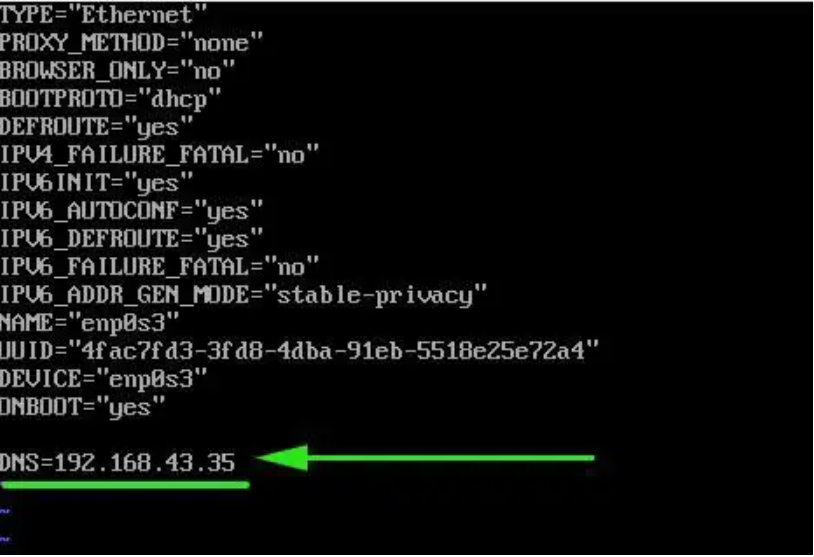 TYPE="Ethernet"
PROXY_METHOD="none"
BROWSER_ONLY="no"
BOOTPROTO="dhcp"
DEFROUTE="yes"
IPV4_FAILURE_FATAL="no"
IPV6INIT="yes"
IPV6_AUTOCONF="yes"
IPV6_DEFROUTE="yes"
IPV6_FAILURE_FATAL="no"
IPV6_ADDR_GEN_MODE="stable-privacy"
NAME="enp0s3"
UUID="4fac7fd3-3fd8-4dba-91eb-5518e25e72a4"
DEVICE="enp0s3"
ONBOOT="yes"
DNS=192.168.43.35
~
~